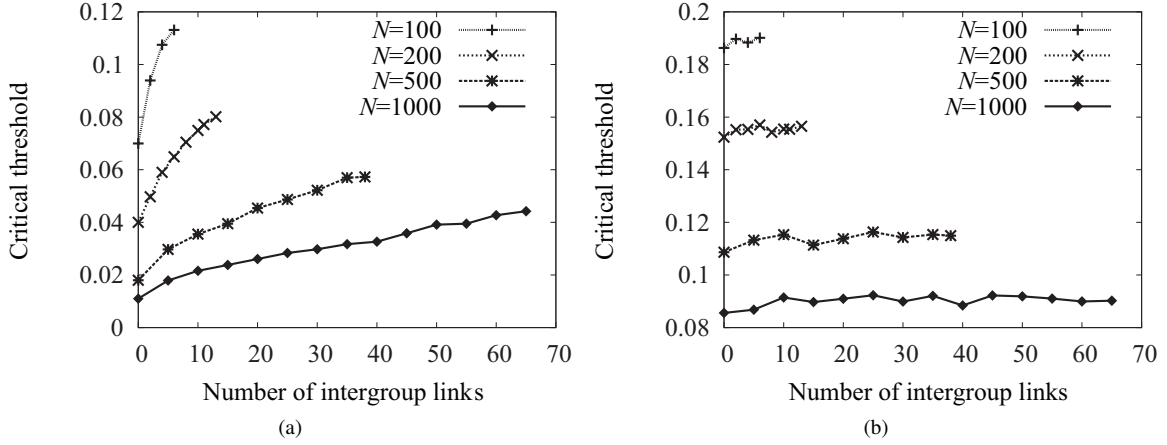 0.12
0.1
0.08
0.06
0.04
0.02
0
Critical threshold
N=100
N=200
N=500
N=1000
0 10 20 30 40 50 60 70
Number of intergroup links
(a)
0.2
0.18
0.16
0.14
0.12
0.1
0.08
Critical threshold
N=100
N=200
N=500
N=1000
0 10 20 30 40 50 60 70
Number of intergroup links
(b)